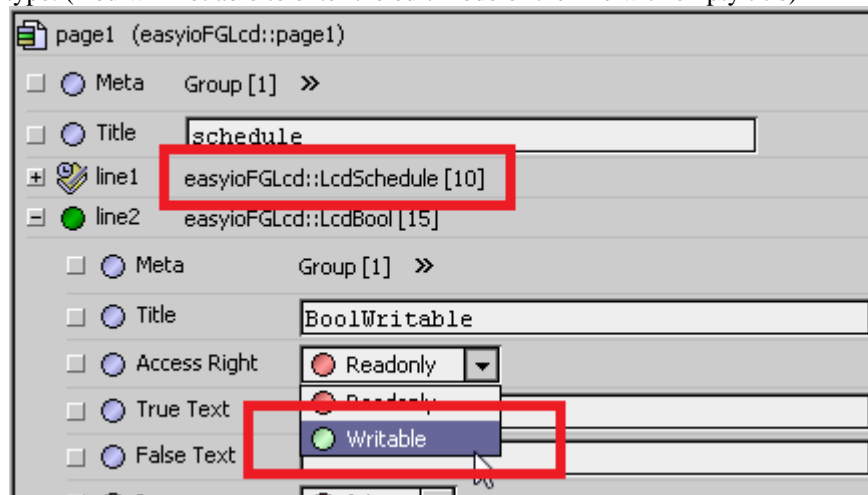 page1 (easyioFGLcd::page1)
Meta Group [1] »
Title schedule
line1 easyioFGLcd::LcdSchedule [10]
line2 easyioFGLcd::LcdBool [15]
Meta Group [1] »
Title BoolWritable
Access Right Readonly
True Text Readonly
Writable
False Text